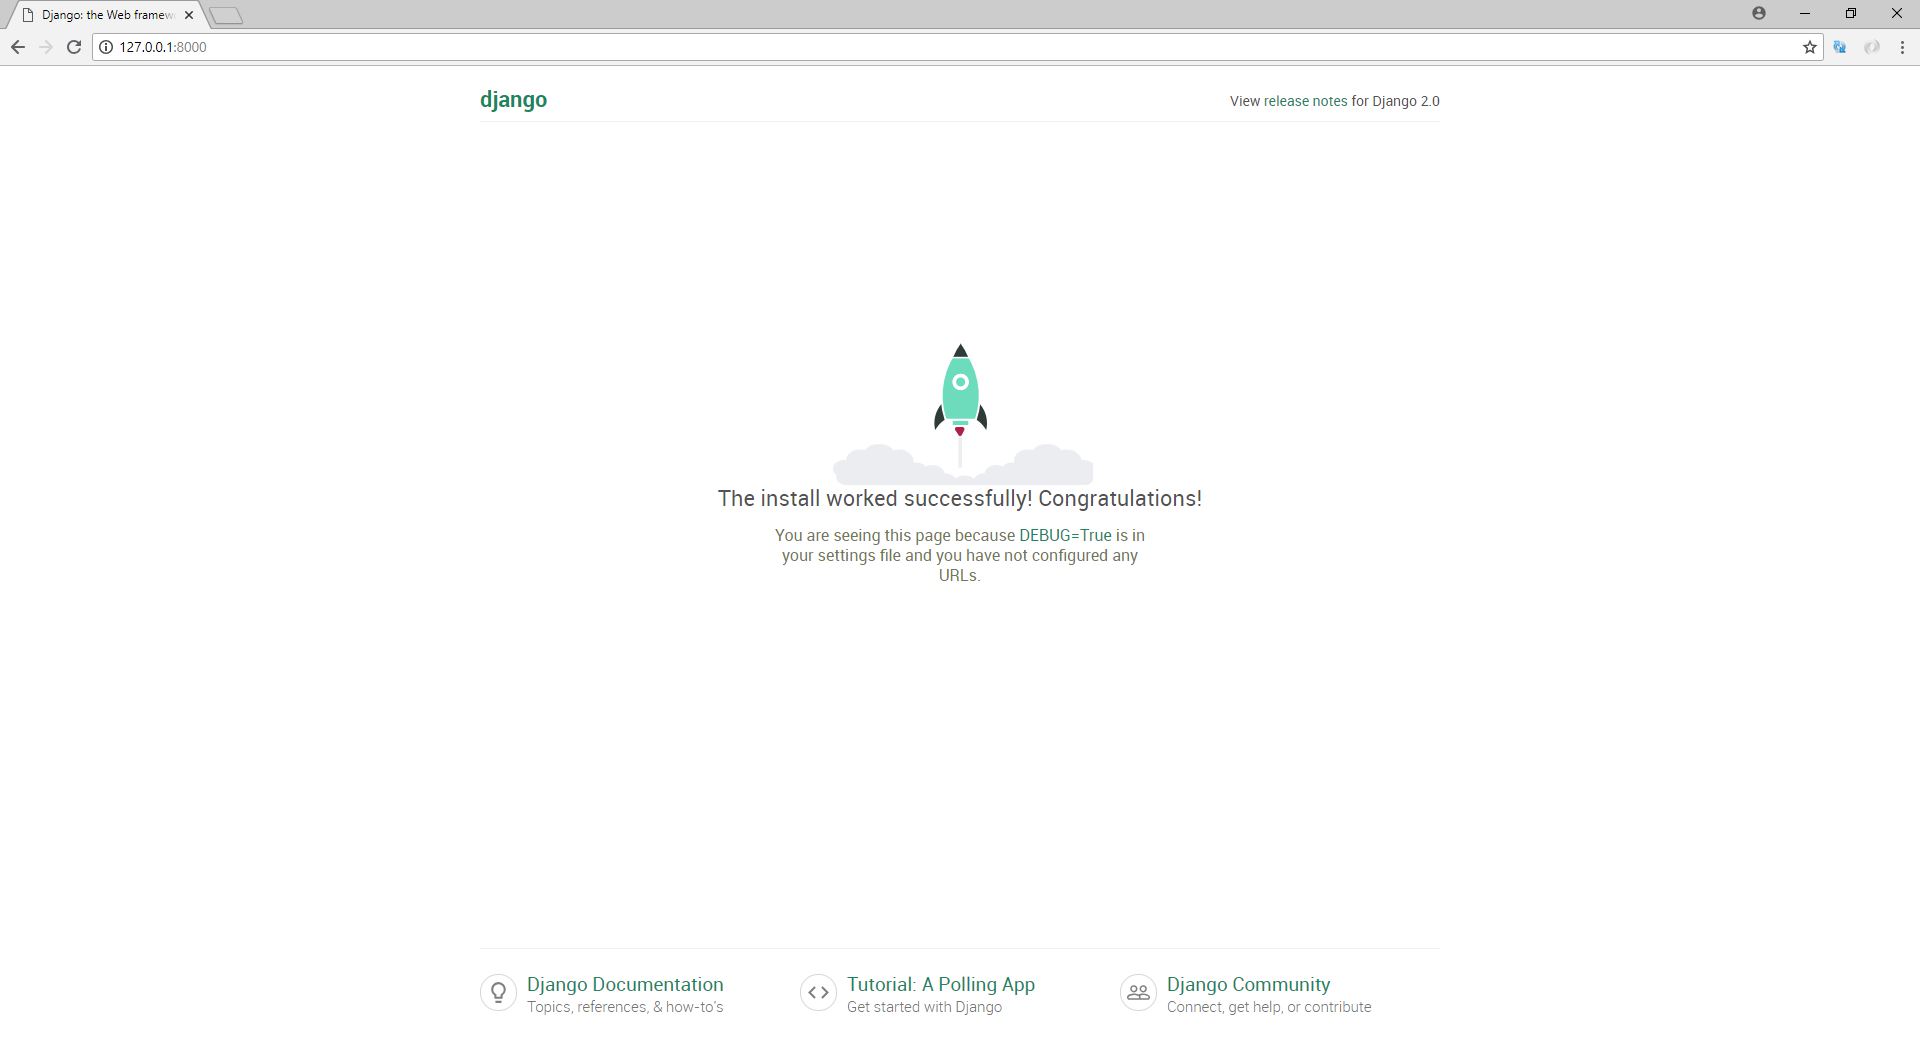 Django: the Web framew
127.0.0.1:8000
django
View release notes for Django 2.0
The install worked successfully! Congratulations!
You are seeing this page because DEBUG=True is in
your settings file and you have not configured any
URLs.
Django Documentation
Topics, references, & how-to's
Tutorial: A Polling App
Get started with Django
Django Community
Connect, get help, or contribute